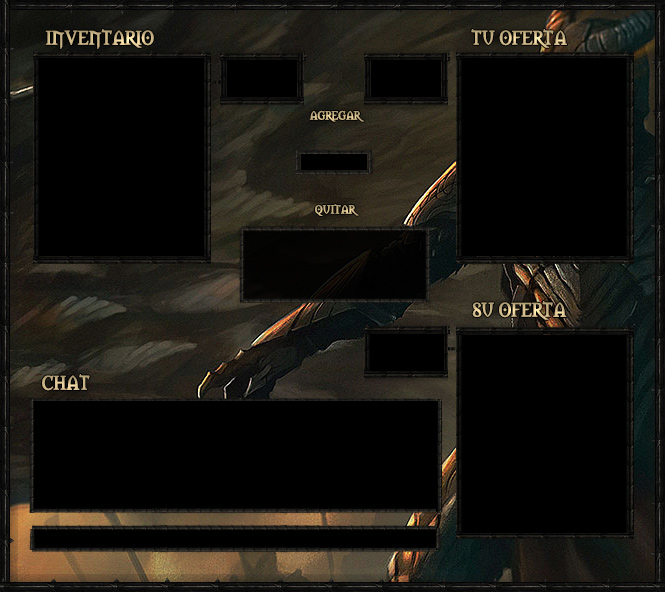 INVENTARIO
TU OFERTA
AGREGAR
QUITAR
SU OFERTA
CHAT